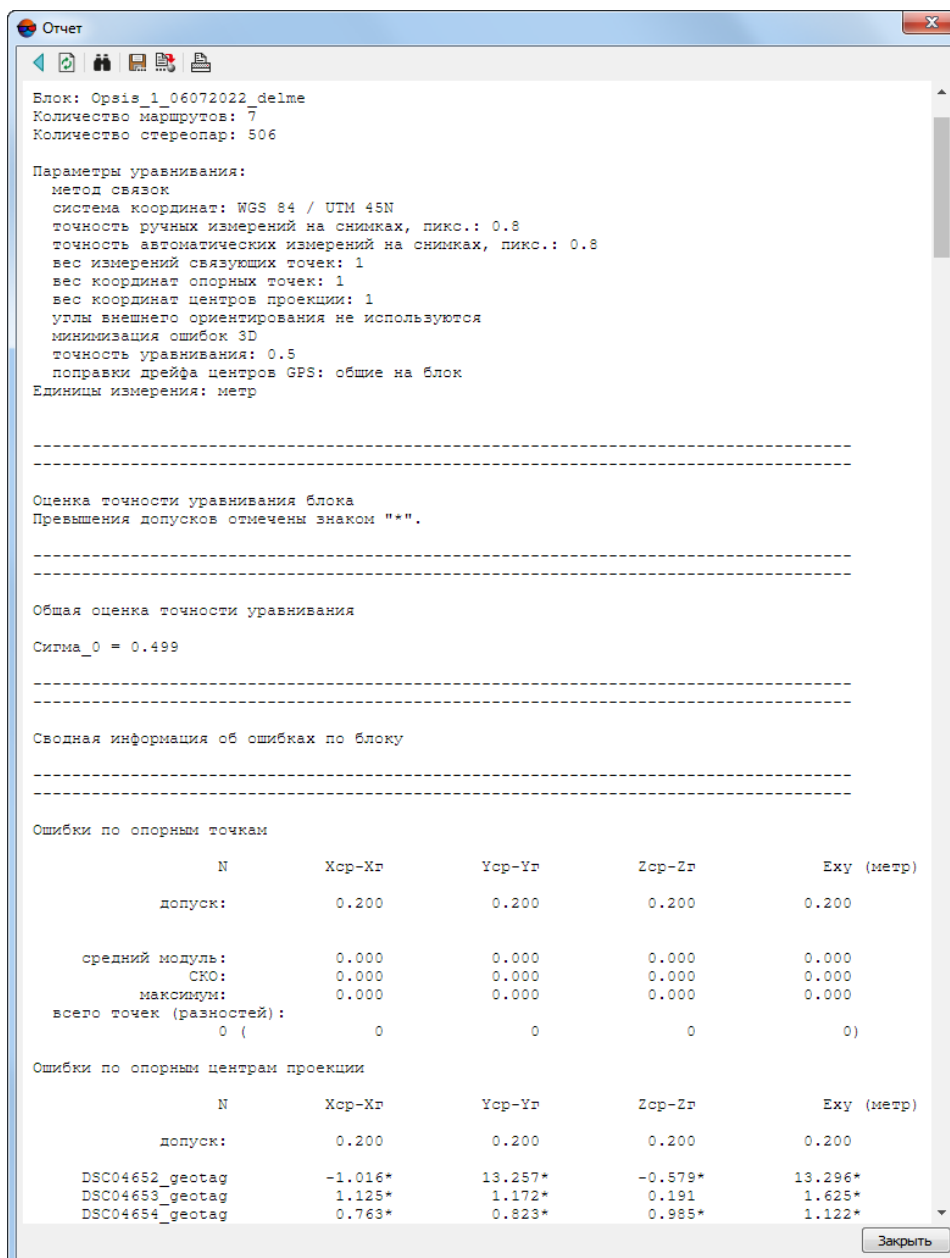 Отчет
Блок: Opsis_1_06072022_delme
Количество маршрутов: 7
Количество стереопар: 506
Параметры уравнивания:
метод связок
система координат: WGS 84 / UTM 45N
точность ручных измерений на снимках, пикс.: 0.8
точность автоматических измерений на снимках, пикс.: 0.8
вес измерений связующих точек: 1
вес координат опорных точек: 1
вес координат центров проекции: 1
углы внешнего ориентирования не используются
минимизация ошибок 3D
точность уравнивания: 0.5
поправки дрейфа центров GPS: общие на блок
Единицы измерения: метр
------------------------------------------------------------------------------------
------------------------------------------------------------------------------------
Оценка точности уравнивания блока
Превышения допусков отмечены знаком "*".
------------------------------------------------------------------------------------
------------------------------------------------------------------------------------
Общая оценка точности уравнивания
Сигма_0 = 0.499
------------------------------------------------------------------------------------
------------------------------------------------------------------------------------
Сводная информация об ошибках по блоку
------------------------------------------------------------------------------------
------------------------------------------------------------------------------------
Ошибки по опорным точкам
N Xср-Xг Yср-Yг Zср-Zг Exy (метр)
допуск: 0.200 0.200 0.200 0.200
средний модуль: 0.000 0.000 0.000 0.000
СКО: 0.000 0.000 0.000 0.000
максимум: 0.000 0.000 0.000 0.000
всего точек (разностей):
0 ( 0 0 0 0)
Ошибки по опорным центрам проекции
N Xср-Xг Yср-Yг Zср-Zг Exy (метр)
допуск: 0.200 0.200 0.200 0.200
DSC04652_geotag -1.016* 13.257* -0.579* 13.296*
DSC04653_geotag 1.125* 1.172* 0.191 1.625*
DSC04654_geotag 0.763* 0.823* 0.985* 1.122*
Закрыть